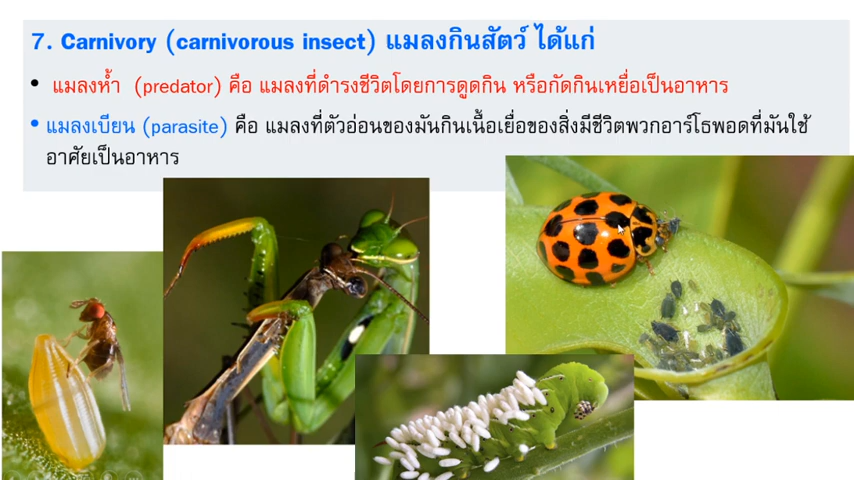 7. Carnivory (carnivorous insect) แมลงกินสัตว์ ได้แก่
• แมลงห้ำ (predator) คือ แมลงที่ดำรงชีวิตโดยการดูดกิน หรือกัดกินเหยื่อเป็นอาหาร
• แมลงเบียน (parasite) คือ แมลงที่ตัวอ่อนของมันกินเนื้อเยื่อของสิ่งมีชีวิตพวกอาร์โธพอดที่มันใช้
อาศัยเป็นอาหาร